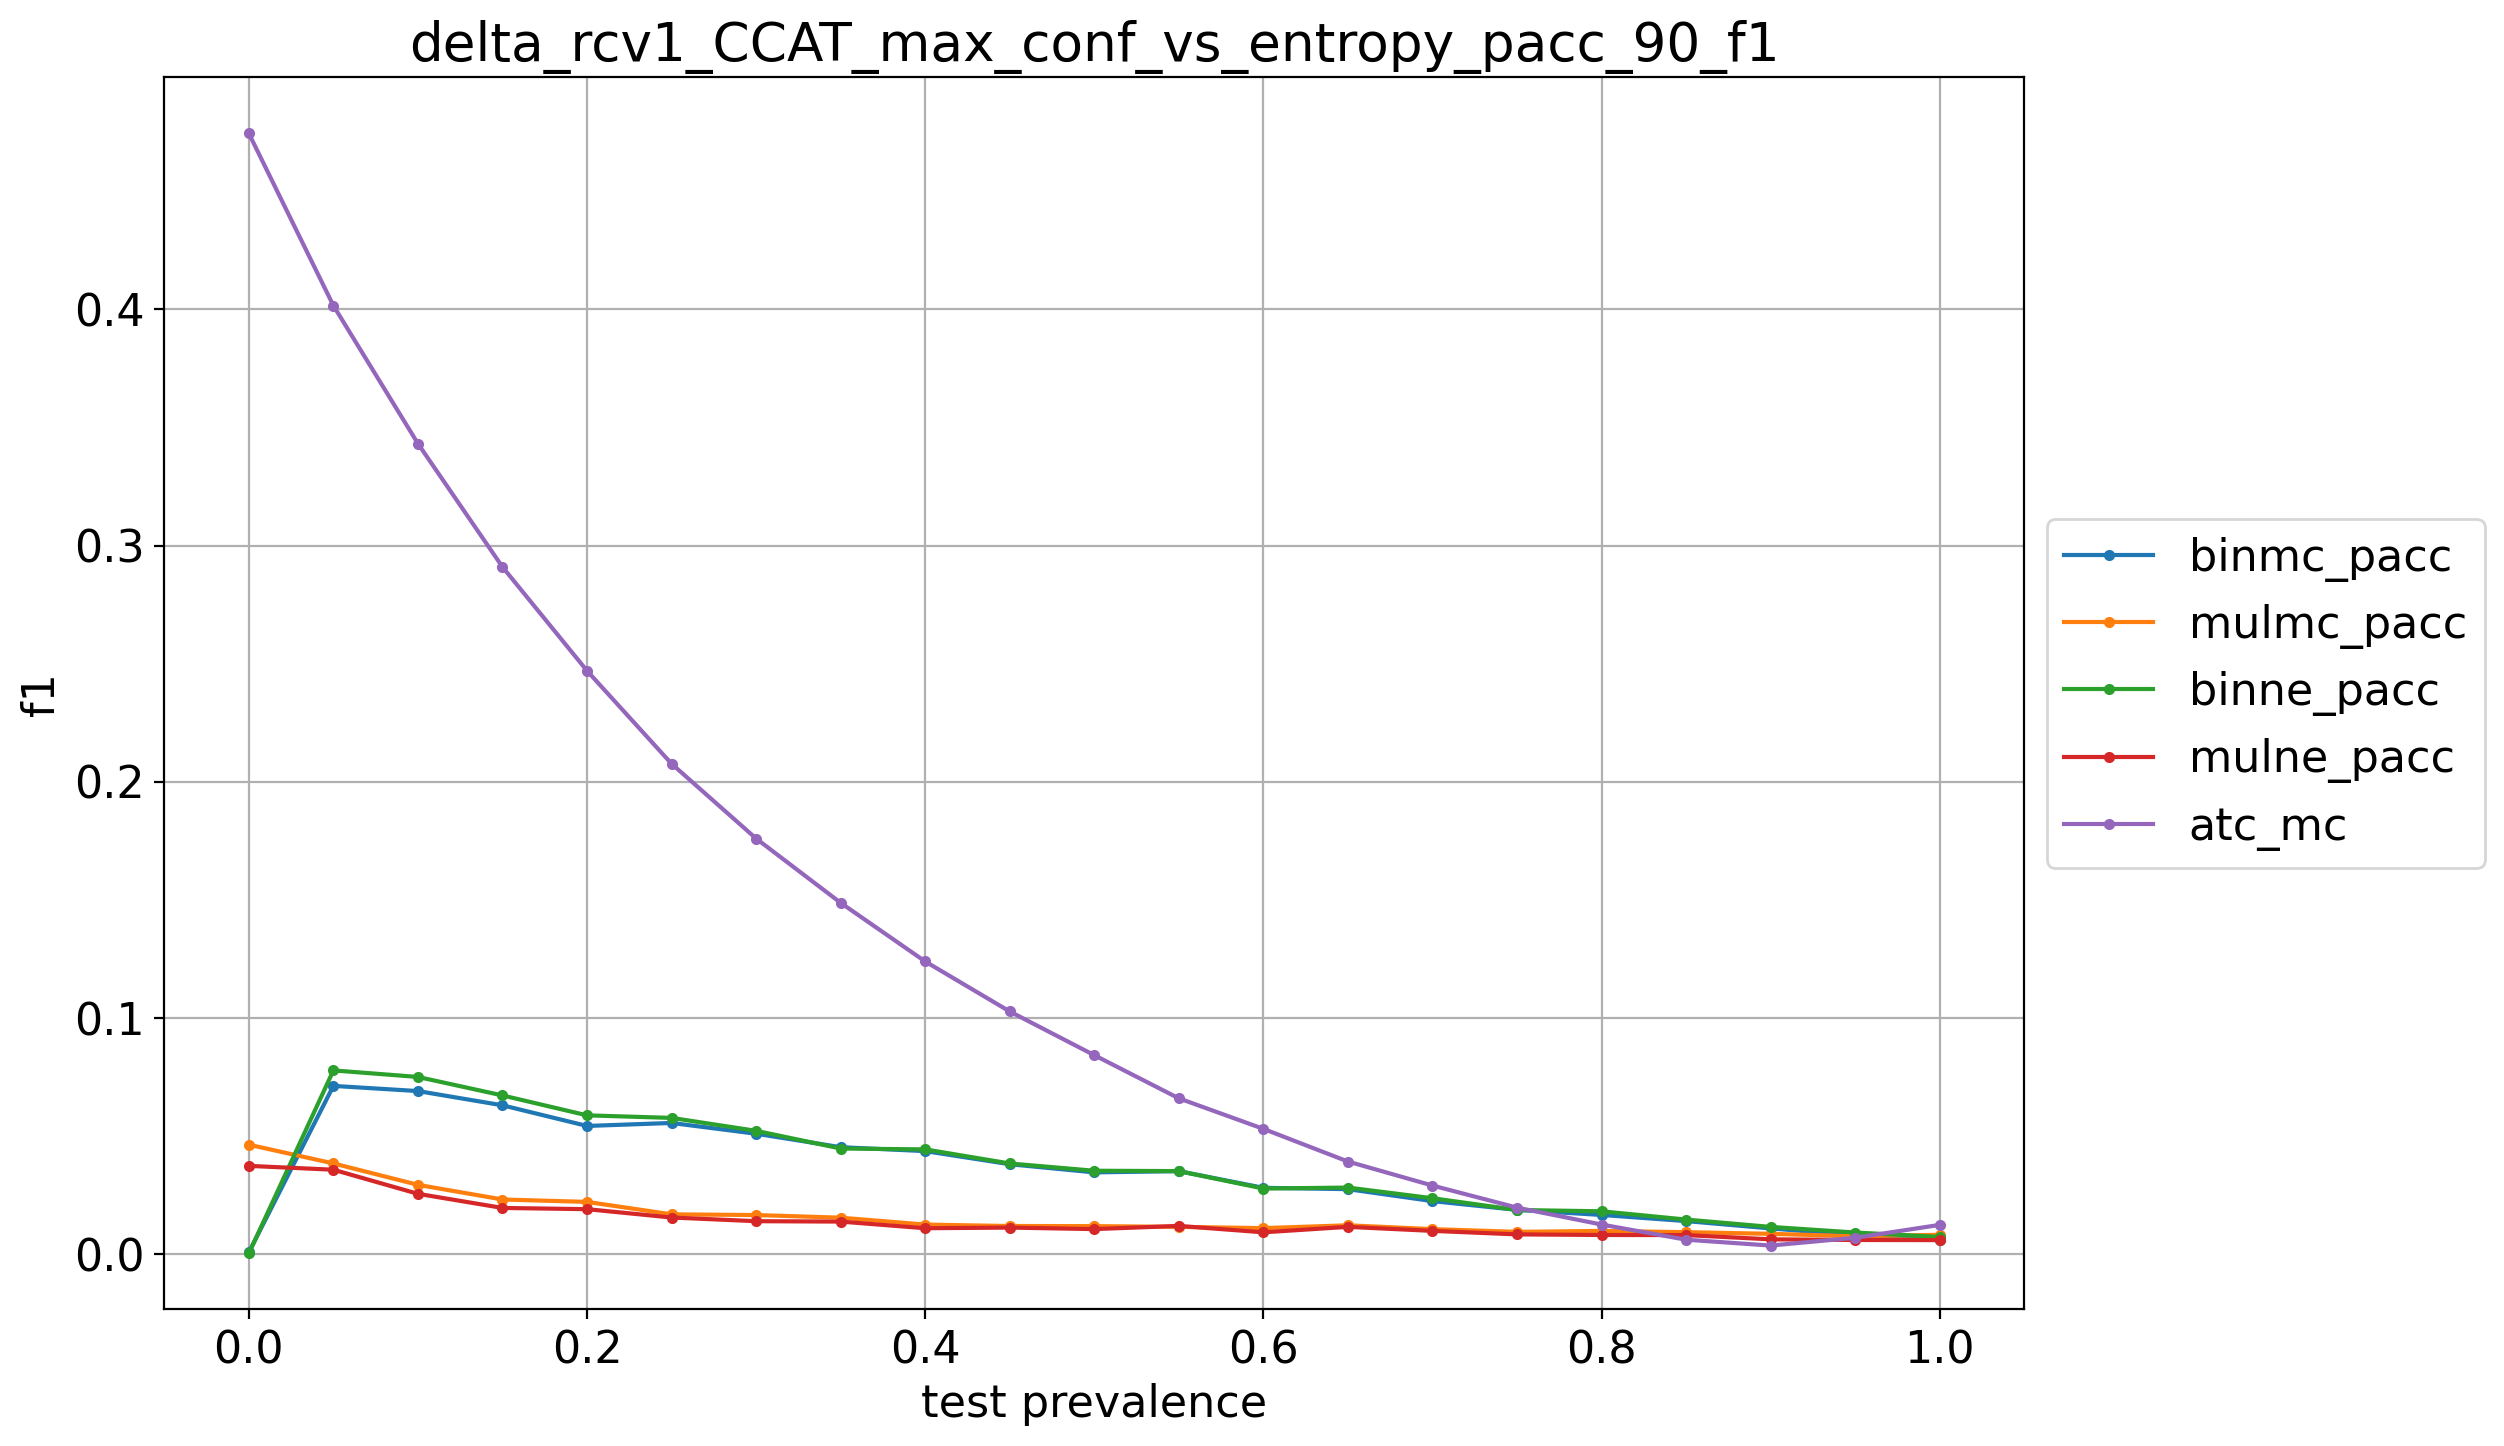 delta_rcv1_CCAT_max_conf_vs_entropy_pacc_90_f1
f1
0.4
0.3
0.2
0.1
0.0
0.0 0.2 0.4 0.6 0.8 1.0
test prevalence
binmc_pacc
mulmc_pacc
binne_pacc
mulne_pacc
atc_mc